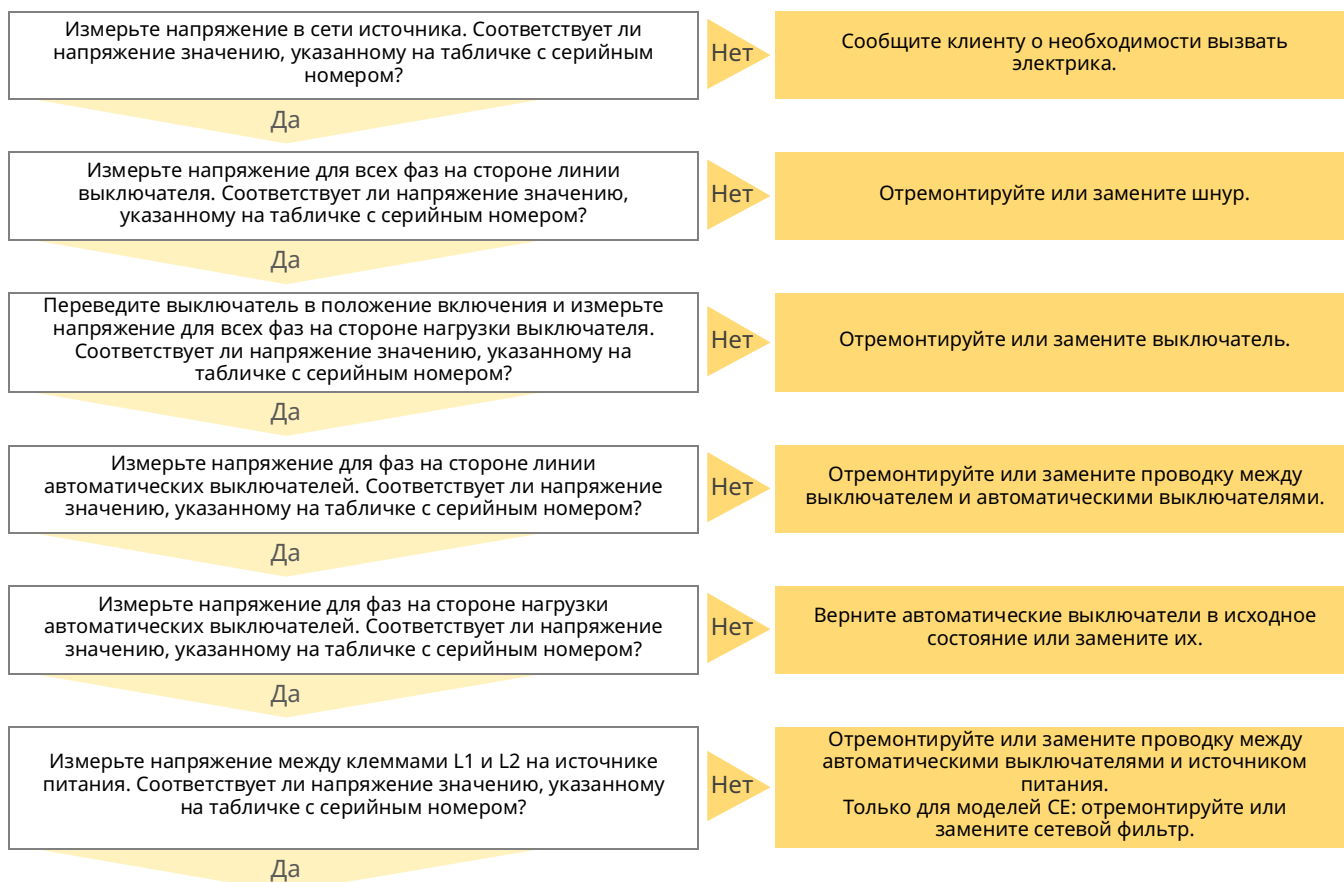 Измерьте напряжение в сети источника. Соответствует ли
напряжение значению, указанному на табличке с серийным
номером?
Нет
Сообщите клиенту о необходимости вызвать
электрика.
Да
Измерьте напряжение для всех фаз на стороне линии
выключателя. Соответствует ли напряжение значению,
указанному на табличке с серийным номером?
Нет
Отремонтируйте или замените шнур.
Да
Переведите выключатель в положение включения и измерьте
напряжение для всех фаз на стороне нагрузки выключателя.
Соответствует ли напряжение значению, указанному на
табличке с серийным номером?
Нет
Отремонтируйте или замените выключатель.
Да
Измерьте напряжение для фаз на стороне линии
автоматических выключателей. Соответствует ли напряжение
значению, указанному на табличке с серийным номером?
Нет
Отремонтируйте или замените проводку между
выключателем и автоматическими выключателями.
Да
Измерьте напряжение для фаз на стороне нагрузки
автоматических выключателей. Соответствует ли напряжение
значению, указанному на табличке с серийным номером?
Нет
Верните автоматические выключатели в исходное
состояние или замените их.
Да
Измерьте напряжение между клеммами L1 и L2 на источнике
питания. Соответствует ли напряжение значению, указанному
на табличке с серийным номером?
Нет
Отремонтируйте или замените проводку между
автоматическими выключателями и источником
питания.
Только для моделей CE: отремонтируйте или
замените сетевой фильтр.
Да